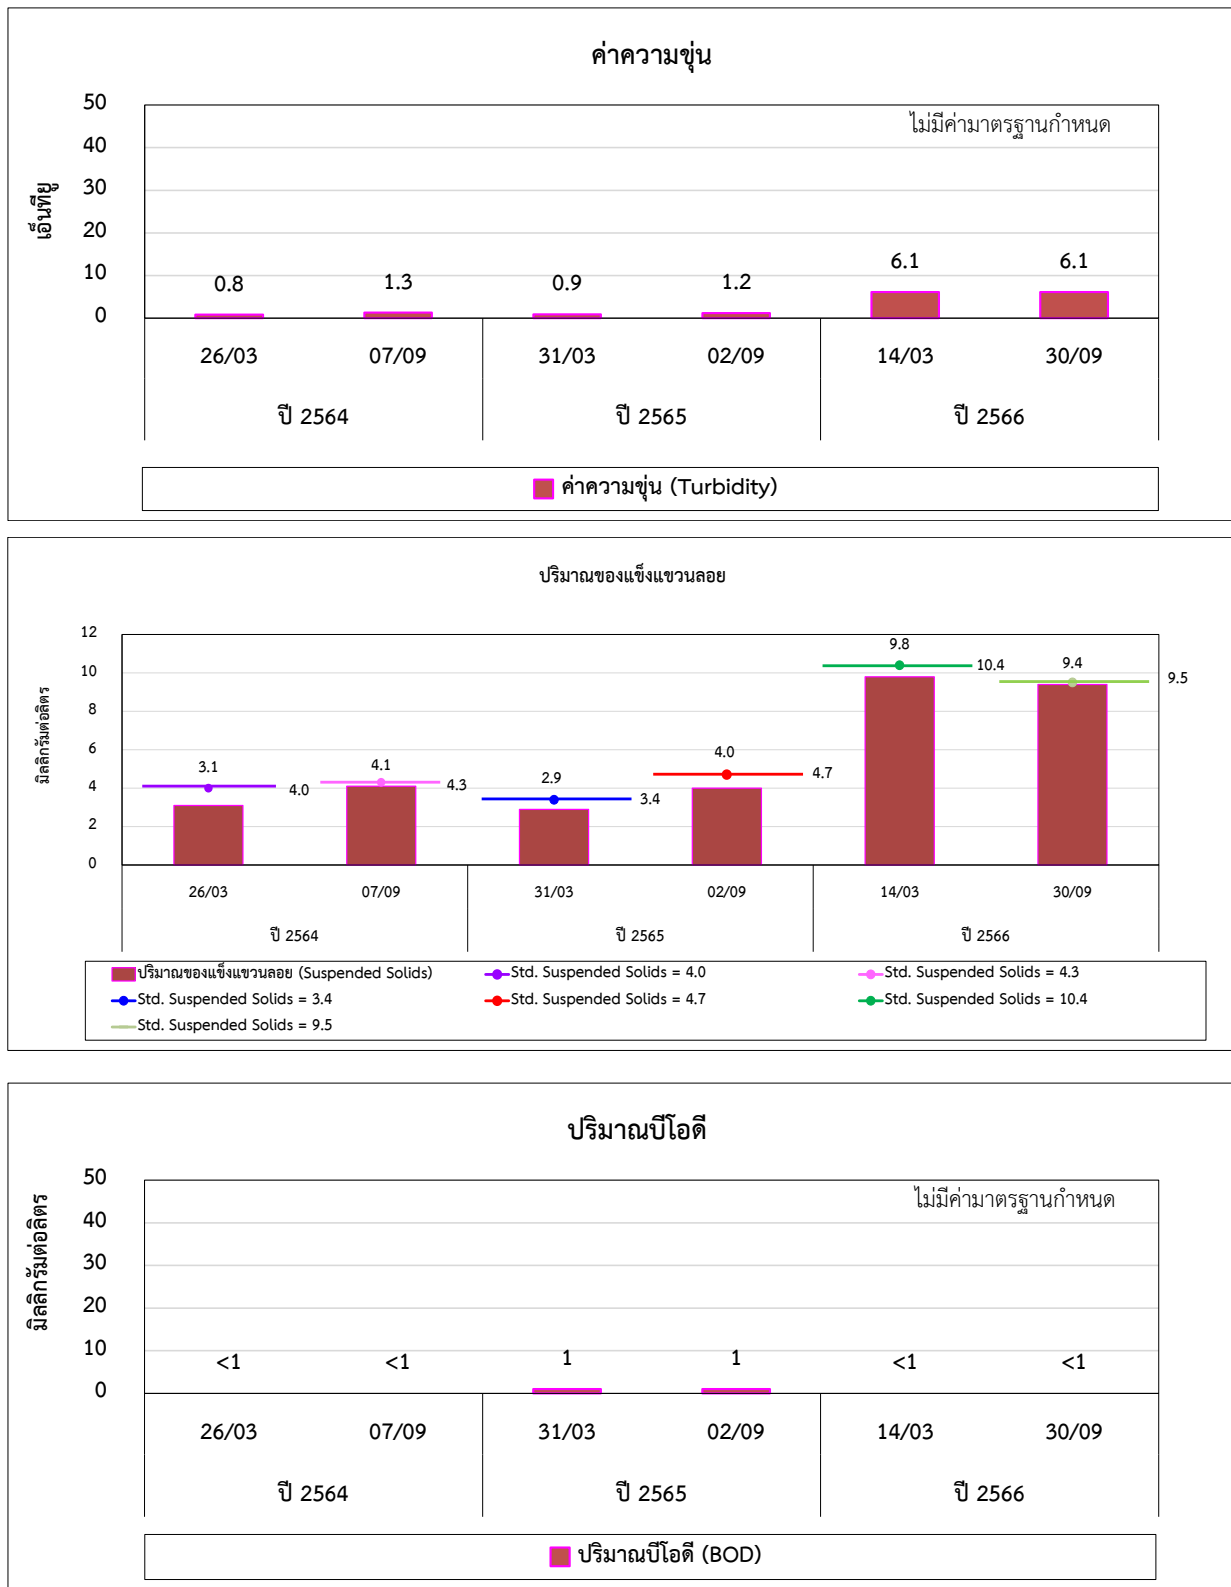 ค่าความขุ่น
50
ไม่มีค่ามาตรฐานกำหนด
40
30
เอ็นทียู
20
10
0
0.8 1.3 0.9 1.2 6.1 6.1
26/03 07/09 31/03 02/09 14/03 30/09
ปี 2564 ปี 2565 ปี 2566
ค่าความขุ่น (Turbidity)
ปริมาณของแข็งแขวนลอย
12
10
8
6
4
2
0
มิลลิกรัมต่อลิตร
3.1 4.1 2.9 4.0 9.8 9.4
4.0 4.3 3.4 4.7 10.4 9.5
26/03 07/09 31/03 02/09 14/03 30/09
ปี 2564 ปี 2565 ปี 2566
ปริมาณของแข็งแขวนลอย (Suspended Solids) Std. Suspended Solids = 4.0 Std. Suspended Solids = 4.3
Std. Suspended Solids = 3.4 Std. Suspended Solids = 4.7 Std. Suspended Solids = 10.4
Std. Suspended Solids = 9.5
ปริมาณบีโอดี
50
ไม่มีค่ามาตรฐานกำหนด
40
30
มิลลิกรัมต่อลิตร
20
10
0
<1 <1 1 1 <1 <1
26/03 07/09 31/03 02/09 14/03 30/09
ปี 2564 ปี 2565 ปี 2566
ปริมาณบีโอดี (BOD)